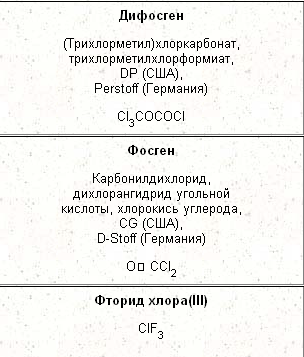 Дифосген
(Трихлорметил)хлоркарбонат,
трихлорметилхлорформиат,
DP (США),
Perstoff (Германия)
Cl₃COCOCl
Фосген
Карбонилдихлорид,
дихлорангидрид угольной
кислоты, хлорокись углерода,
CG (США),
D-Stoff (Германия)
O□ CCl₂
Фторид хлора(III)
ClF₃